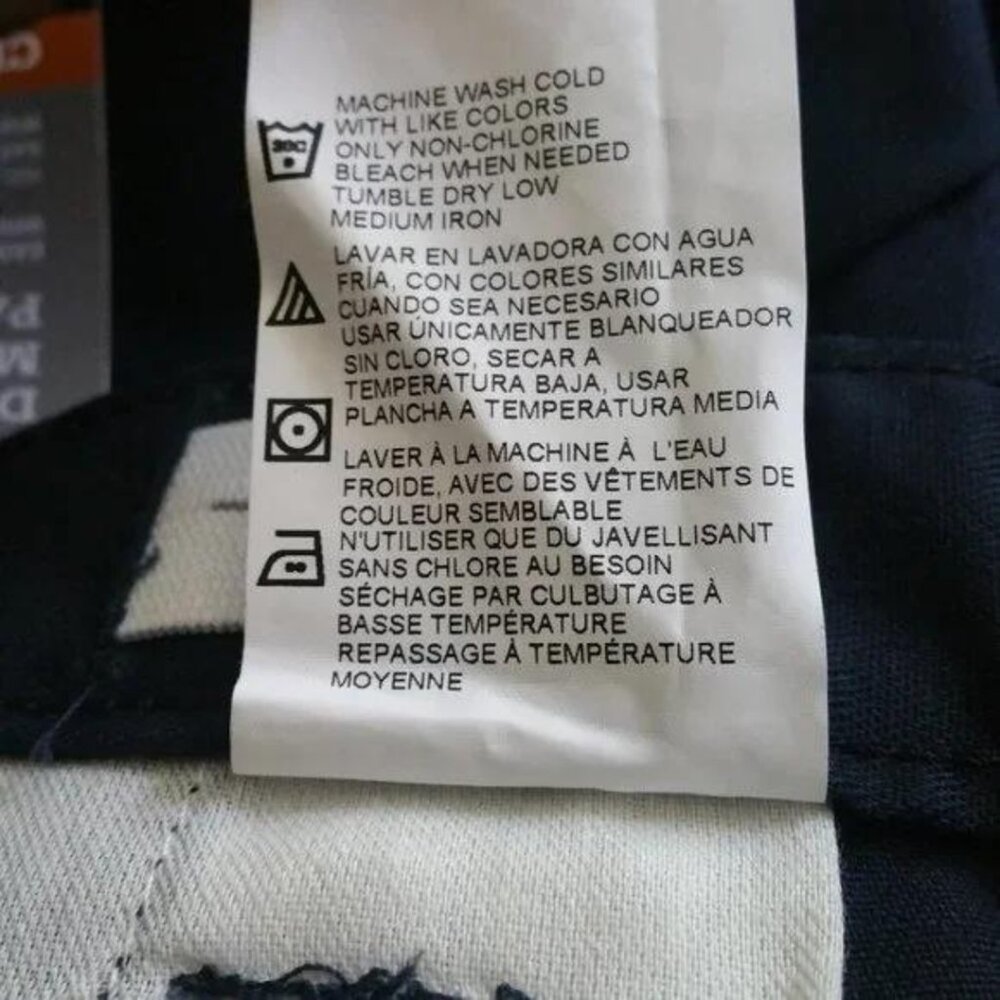 MACHINE WASH COLD
WITH LIKE COLORS
ONLY NON-CHLORINE
BLEACH WHEN NEEDED
TUMBLE DRY LOW
MEDIUM IRON
30C
LAVAR EN LAVADORA CON AGUA
FRÍA, CON COLORES SIMILARES
CUANDO SEA NECESARIO
USAR ÚNICAMENTE BLANQUEADOR
SIN CLORO, SECAR A
TEMPERATURA BAJA, USAR
PLANCHA A TEMPERATURA MEDIA
LAVER À LA MACHINE À L'EAU
FROIDE, AVEC DES VÊTEMENTS DE
COULEUR SEMBLABLE
N'UTILISER QUE DU JAVELLISANT
SANS CHLORE AU BESOIN
SÉCHAGE PAR CULBUTAGE À
BASSE TEMPÉRATURE
REPASSAGE À TEMPÉRATURE
MOYENNE